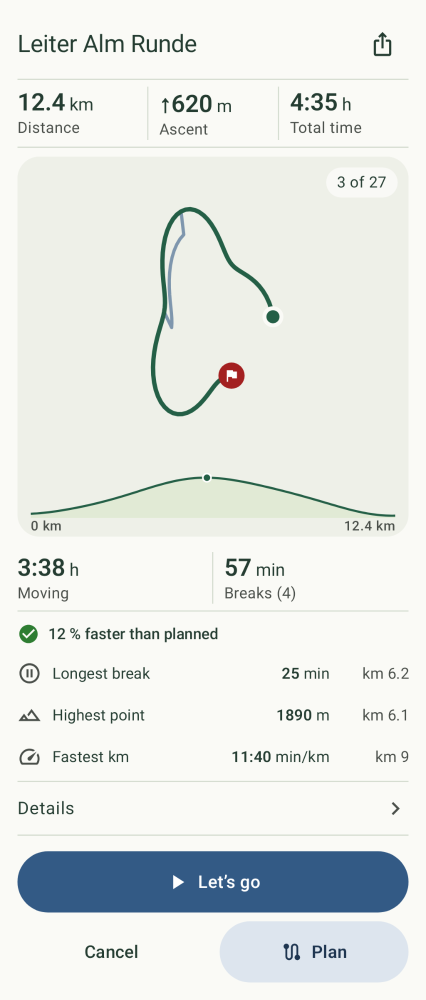 Leiter Alm Runde
12.4 km
Distance
↑620 m
Ascent
4:35 h
Total time
3 of 27
0 km
12.4 km
3:38 h
Moving
57 min
Breaks (4)
12 % faster than planned
Longest break 25 min km 6.2
Highest point 1890 m km 6.1
Fastest km 11:40 min/km km 9
Details
Let’s go
Cancel
Plan